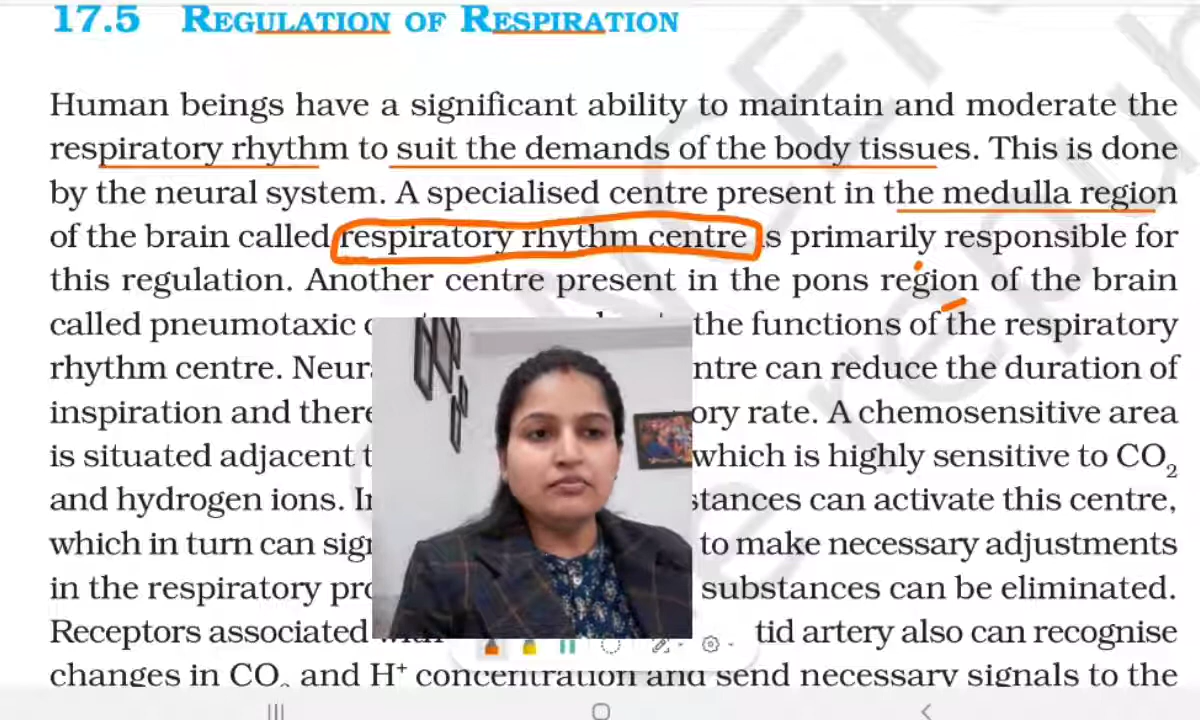 17.5 REGULATION OF RESPIRATION
Human beings have a significant ability to maintain and moderate the
respiratory rhythm to suit the demands of the body tissues. This is done
by the neural system. A specialised centre present in the medulla region
of the brain called respiratory rhythm centre is primarily responsible for
this regulation. Another centre present in the pons region of the brain
called pneumotaxic the functions of the respiratory
rhythm centre. can reduce the duration of
inspiration and rate. A chemosensitive area
is situated adjacent which is highly sensitive to CO₂
and hydrogen ions. can activate this centre,
which in turn can to make necessary adjustments
in the respiratory substances can be eliminated.
Receptors associated artery also can recognise
changes in CO₂ and H⁺ concentration and send necessary signals to the